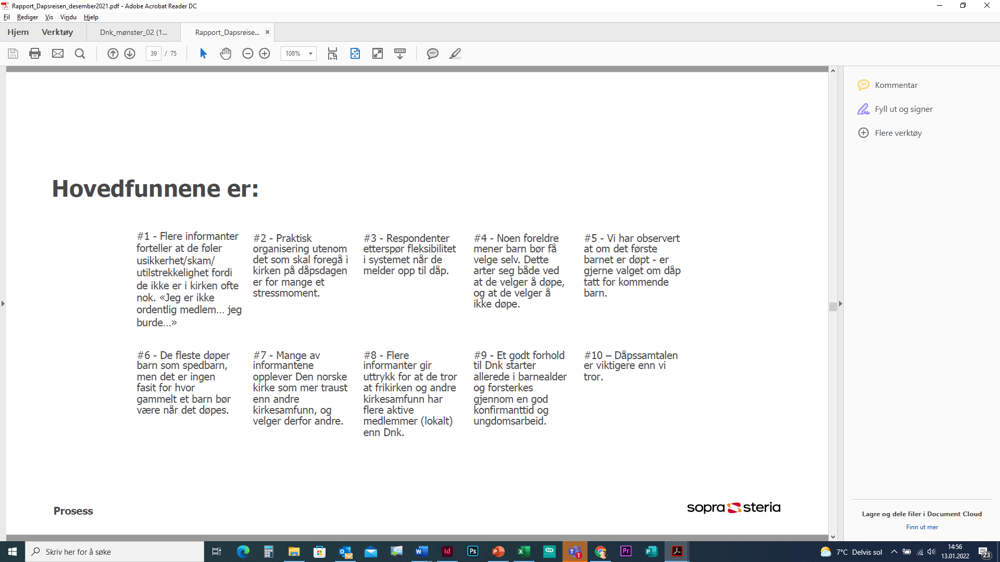 Rapport_Dapsreisen_desember2021.pdf - Adobe Acrobat Reader DC
Fil Rediger Vis Vindu Hjelp
Hjem Verktøy Dnk_mønster_02 (1... Rapport_Dapsreise...
39 / 75 108%
Kommentar
Fyll ut og signer
Flere verktøy
Hovedfunnene er:
#1 - Flere informanter
forteller at de føler
usikkerhet/skam/
utilstrekkelighet fordi
de ikke er i kirken ofte
nok. «Jeg er ikke
ordentlig medlem... jeg
burde...»
#2 - Praktisk
organisering utenom
det som skal foregå i
kirken på dåpsdagen
er for mange et
stressmoment.
#3 - Respondenter
etterspør fleksibilitet
i systemet når de
melder opp til dåp.
#4 - Noen foreldre
mener barn bør få
velge selv. Dette
arter seg både ved
at de velger å døpe,
og at de velger å
ikke døpe.
#5 - Vi har observert
at om det første
barnet er døpt - er
gjerne valget om dåp
tatt for kommende
barn.
#6 - De fleste døper
barn som spedbarn,
men det er ingen
fasit for hvor
gammelt et barn bør
være når det døpes.
#7 - Mange av
informantene
opplever Den norske
kirke som mer traust
enn andre
kirkesamfunn, og
velger derfor andre.
#8 - Flere
informanter gir
uttrykk for at de tror
at frikirken og andre
kirkesamfunn har
flere aktive
medlemmer (lokalt)
enn Dnk.
#9 - Et godt forhold
til Dnk starter
allerede i barnealder
og forsterkes
gjennom en god
konfirmanttid og
ungdomsarbeid.
#10 – Dåpssamtalen
er viktigere enn vi
tror.
Prosess
sopra steria
Lagre og dele filer i Document Cloud
Finn ut mer
Skriv her for å søke
Id
Ps
Pr
1
7°C Delvis sol
14:56
13.01.2022
23